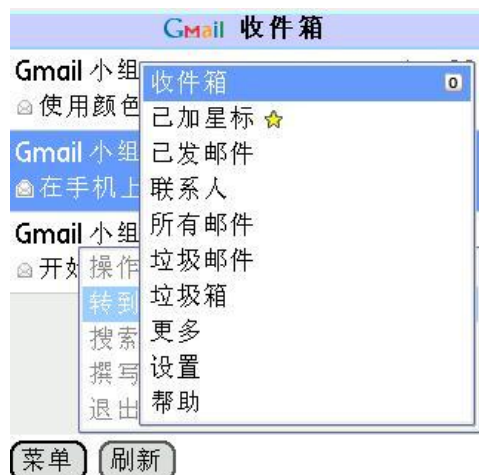 Gmail 收件箱
Gmail 小组
使用颜色
Gmail 小组
在手机上
Gmail 小组
开始
操作
转到
搜索
撰写
退出
收件箱 0
已加星标
已发邮件
联系人
所有邮件
垃圾邮件
垃圾箱
更多
设置
帮助
菜单 刷新